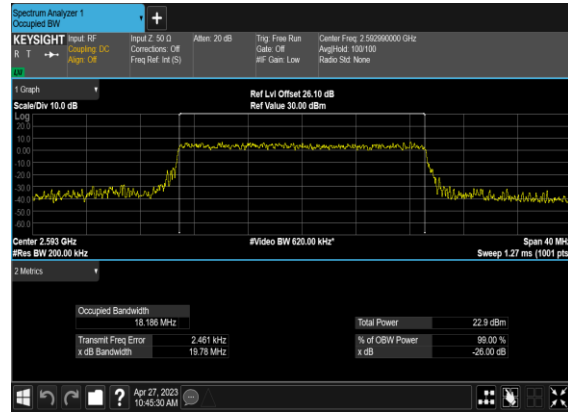 Spectrum Analyzer 1
Occupied BW
+
KEYSIGHT
R T
LW
Input: RF
Coupling: DC
Align: Off
Input Z: 50 Ω
Corrections: Off
Freq Ref: Int (S)
Atten: 20 dB
Trig: Free Run
Gate: Off
#IF Gain: Low
Center Freq: 2.592990000 GHz
Avg|Hold: 100/100
Radio Std: None
1 Graph
Scale/Div 10.0 dB
Ref Lvl Offset 26.10 dB
Ref Value 30.00 dBm
Log
20.0
10.0
0.00
-10.0
-20.0
-30.0
-40.0
-50.0
-60.0
Center 2.593 GHz
#Res BW 200.00 kHz
#Video BW 620.00 kHz*
Span 40 MHz
Sweep 1.27 ms (1001 pts)
2 Metrics
Occupied Bandwidth
18.186 MHz
Total Power 22.9 dBm
Transmit Freq Error 2.461 kHz
x dB Bandwidth 19.78 MHz
% of OBW Power 99.00 %
x dB -26.00 dB
?
Apr 27, 2023
10:45:30 AM